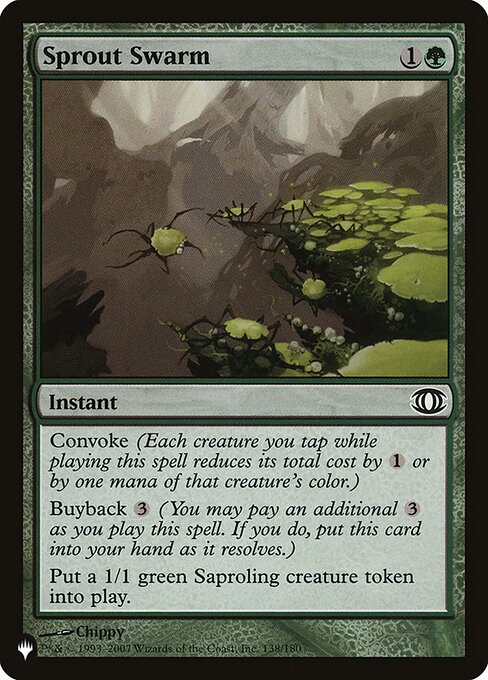 Sprout Swarm 1
Instant
Convoke (Each creature you tap while
playing this spell reduces its total cost by 1 or
by one mana of that creature's color.)
Buyback 3 (You may pay an additional 3
as you play this spell. If you do, put this card
into your hand as it resolves.)
Put a 1/1 green Saproling creature token
into play.
Chippy
™ & © 1993–2007 Wizards of the Coast, Inc. 138/180